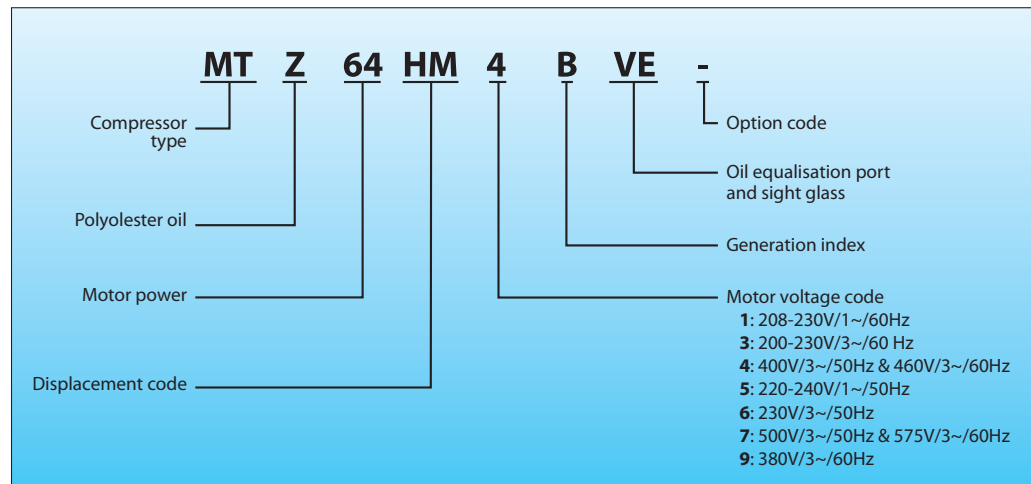 MT Z 64 HM 4 B VE -
Compressor
type
Option code
Oil equalisation port
and sight glass
Polyolester oil
Generation index
Motor power
Motor voltage code
1: 208-230V/1~/60Hz
3: 200-230V/3~/60 Hz
4: 400V/3~/50Hz & 460V/3~/60Hz
Displacement code
5: 220-240V/1~/50Hz
6: 230V/3~/50Hz
7: 500V/3~/50Hz & 575V/3~/60Hz
9: 380V/3~/60Hz